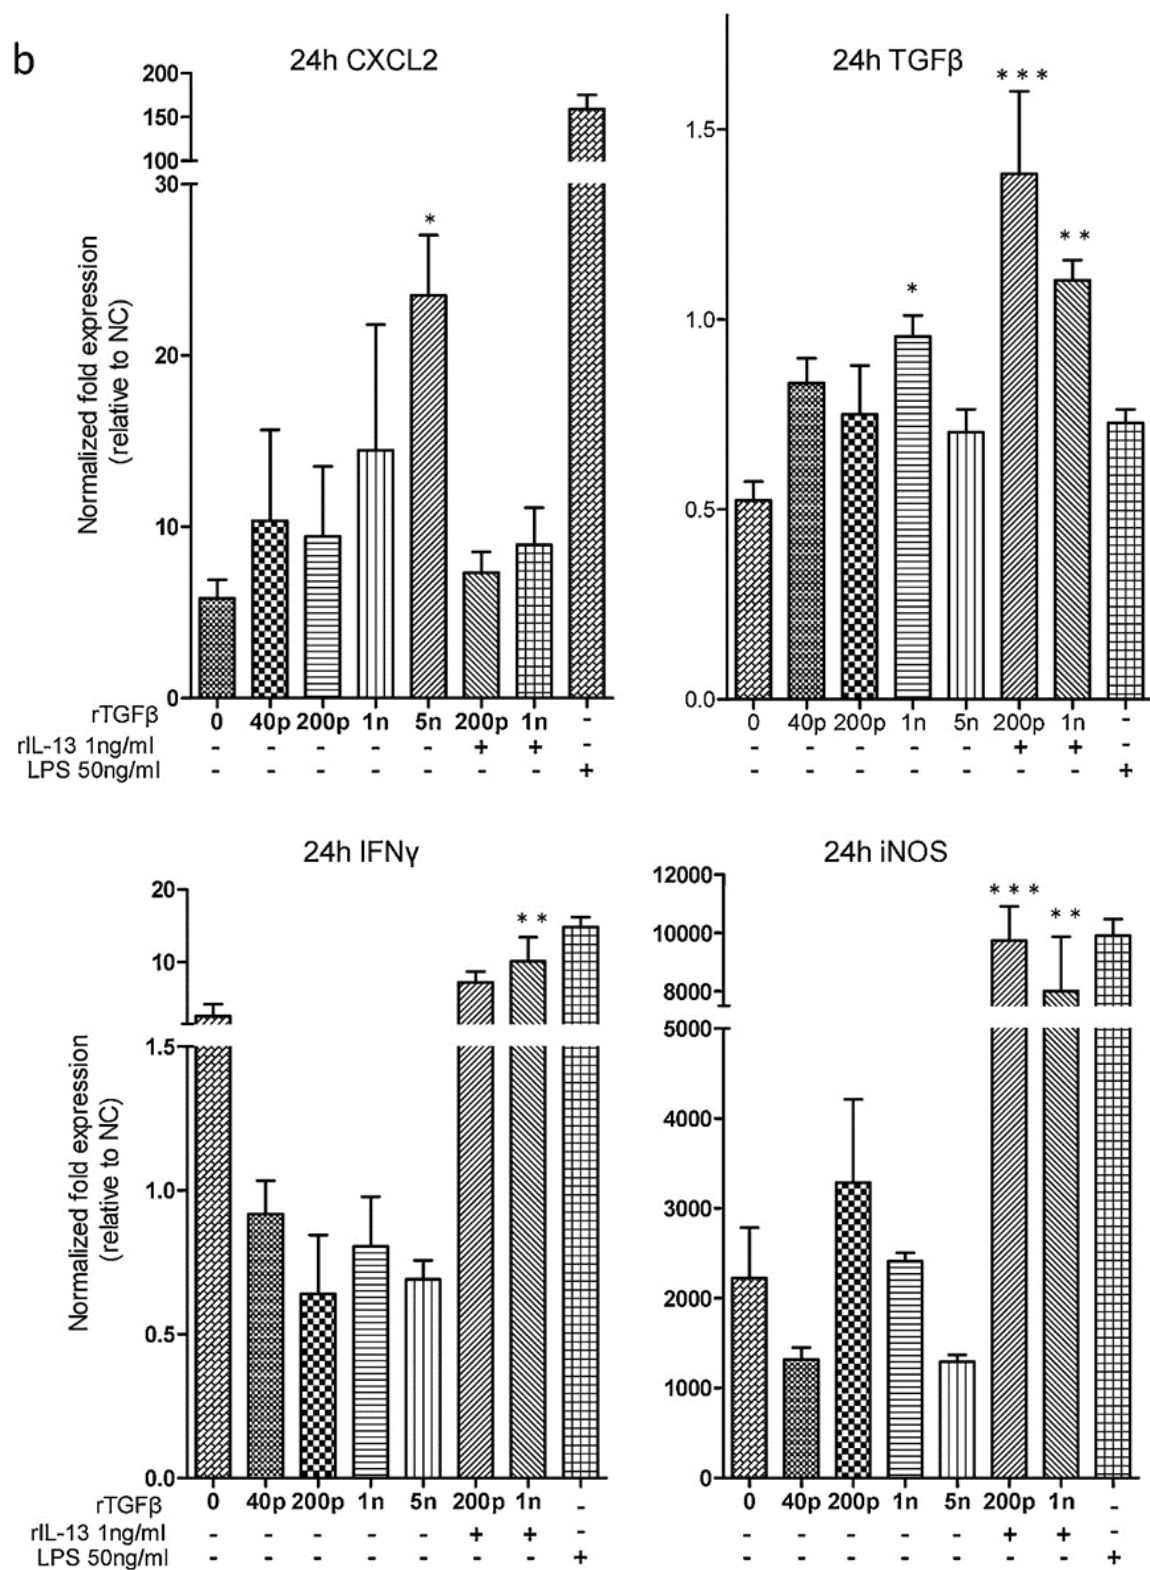 b
24h CXCL2
24h TGFβ
200
150
100
30
20
10
0
Normalized fold expression
(relative to NC)
*
1.5
1.0
0.5
0.0
* * *
* *
*
rTGFβ 0 40p 200p 1n 5n 200p 1n -
rIL-13 1ng/ml - - - - - + + -
LPS 50ng/ml - - - - - - - +
0 40p 200p 1n 5n 200p 1n -
- - - - - + + -
- - - - - - - +
24h IFNγ
24h iNOS
20
10
1.5
1.0
0.5
0.0
Normalized fold expression
(relative to NC)
* *
12000
10000
8000
5000
4000
3000
2000
1000
0
* * *
* *
rTGFβ 0 40p 200p 1n 5n 200p 1n -
rIL-13 1ng/ml - - - - - + + -
LPS 50ng/ml - - - - - - - +
0 40p 200p 1n 5n 200p 1n -
- - - - - + + -
- - - - - - - +